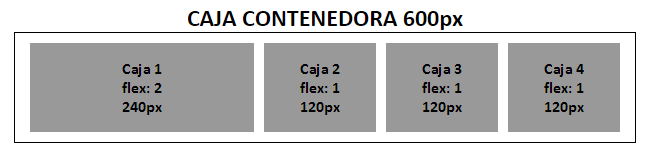 CAJA CONTENEDORA 600px
Caja 1
flex: 2
240px
Caja 2
flex: 1
120px
Caja 3
flex: 1
120px
Caja 4
flex: 1
120px